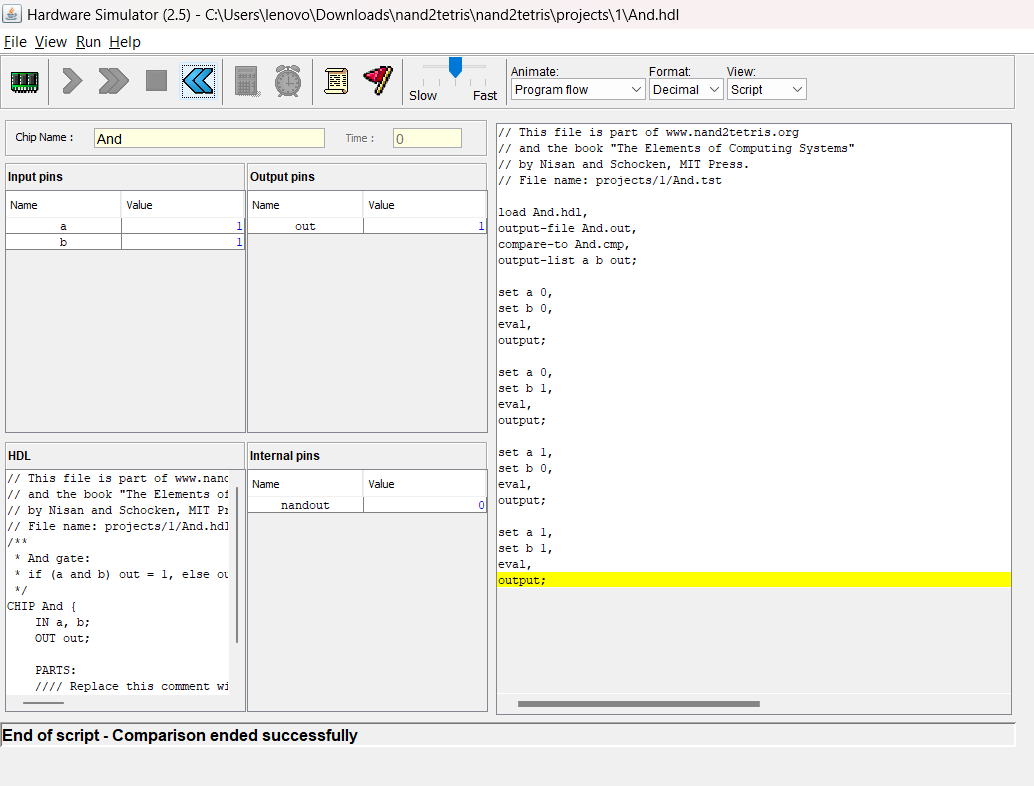 Hardware Simulator (2.5) - C:\Users\lenovo\Downloads\nand2tetris\nand2tetris\projects\1\And.hdl
File View Run Help
Slow Fast
Animate: Format: View:
Program flow Decimal Script
Chip Name : And Time : 0
Input pins
Name Value
a 1
b 1
Output pins
Name Value
out 1
HDL
// This file is part of www.nand
// and the book "The Elements of
// by Nisan and Schocken, MIT Pr
// File name: projects/1/And.hdl
/**
* And gate:
* if (a and b) out = 1, else ou
*/
CHIP And {
IN a, b;
OUT out;
PARTS:
//// Replace this comment wi
Internal pins
Name Value
nandout 0
// This file is part of www.nand2tetris.org
// and the book "The Elements of Computing Systems"
// by Nisan and Schocken, MIT Press.
// File name: projects/1/And.tst
load And.hdl,
output-file And.out,
compare-to And.cmp,
output-list a b out;
set a 0,
set b 0,
eval,
output;
set a 0,
set b 1,
eval,
output;
set a 1,
set b 0,
eval,
output;
set a 1,
set b 1,
eval,
output;
End of script - Comparison ended successfully